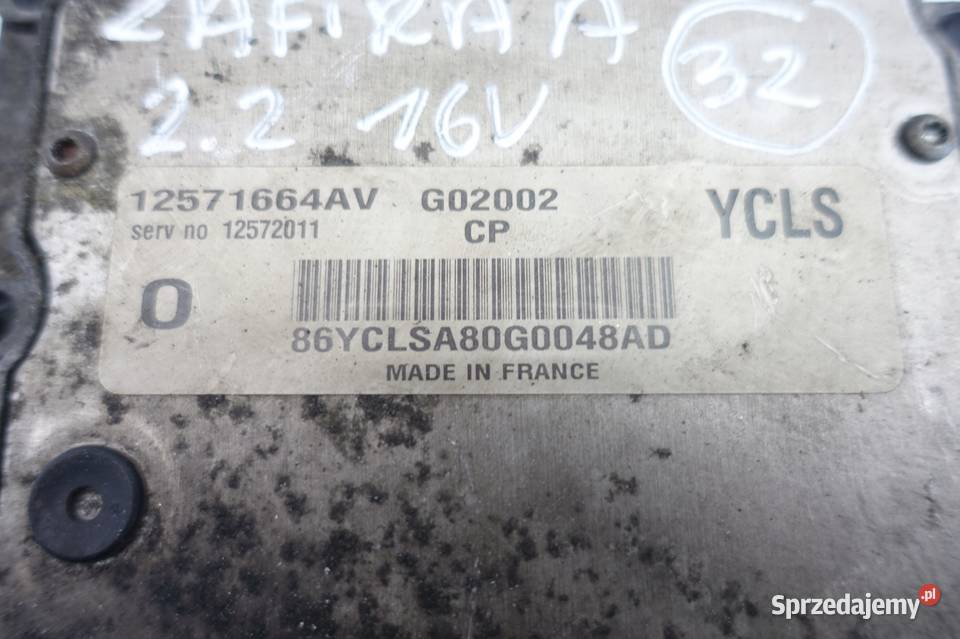 ZAFIRA A
2.2 16V
32
12571664AV G02002 YCLS
serv no 12572011 CP
O
86YCLSA80G0048AD
MADE IN FRANCE
Sprzedajemy.pl